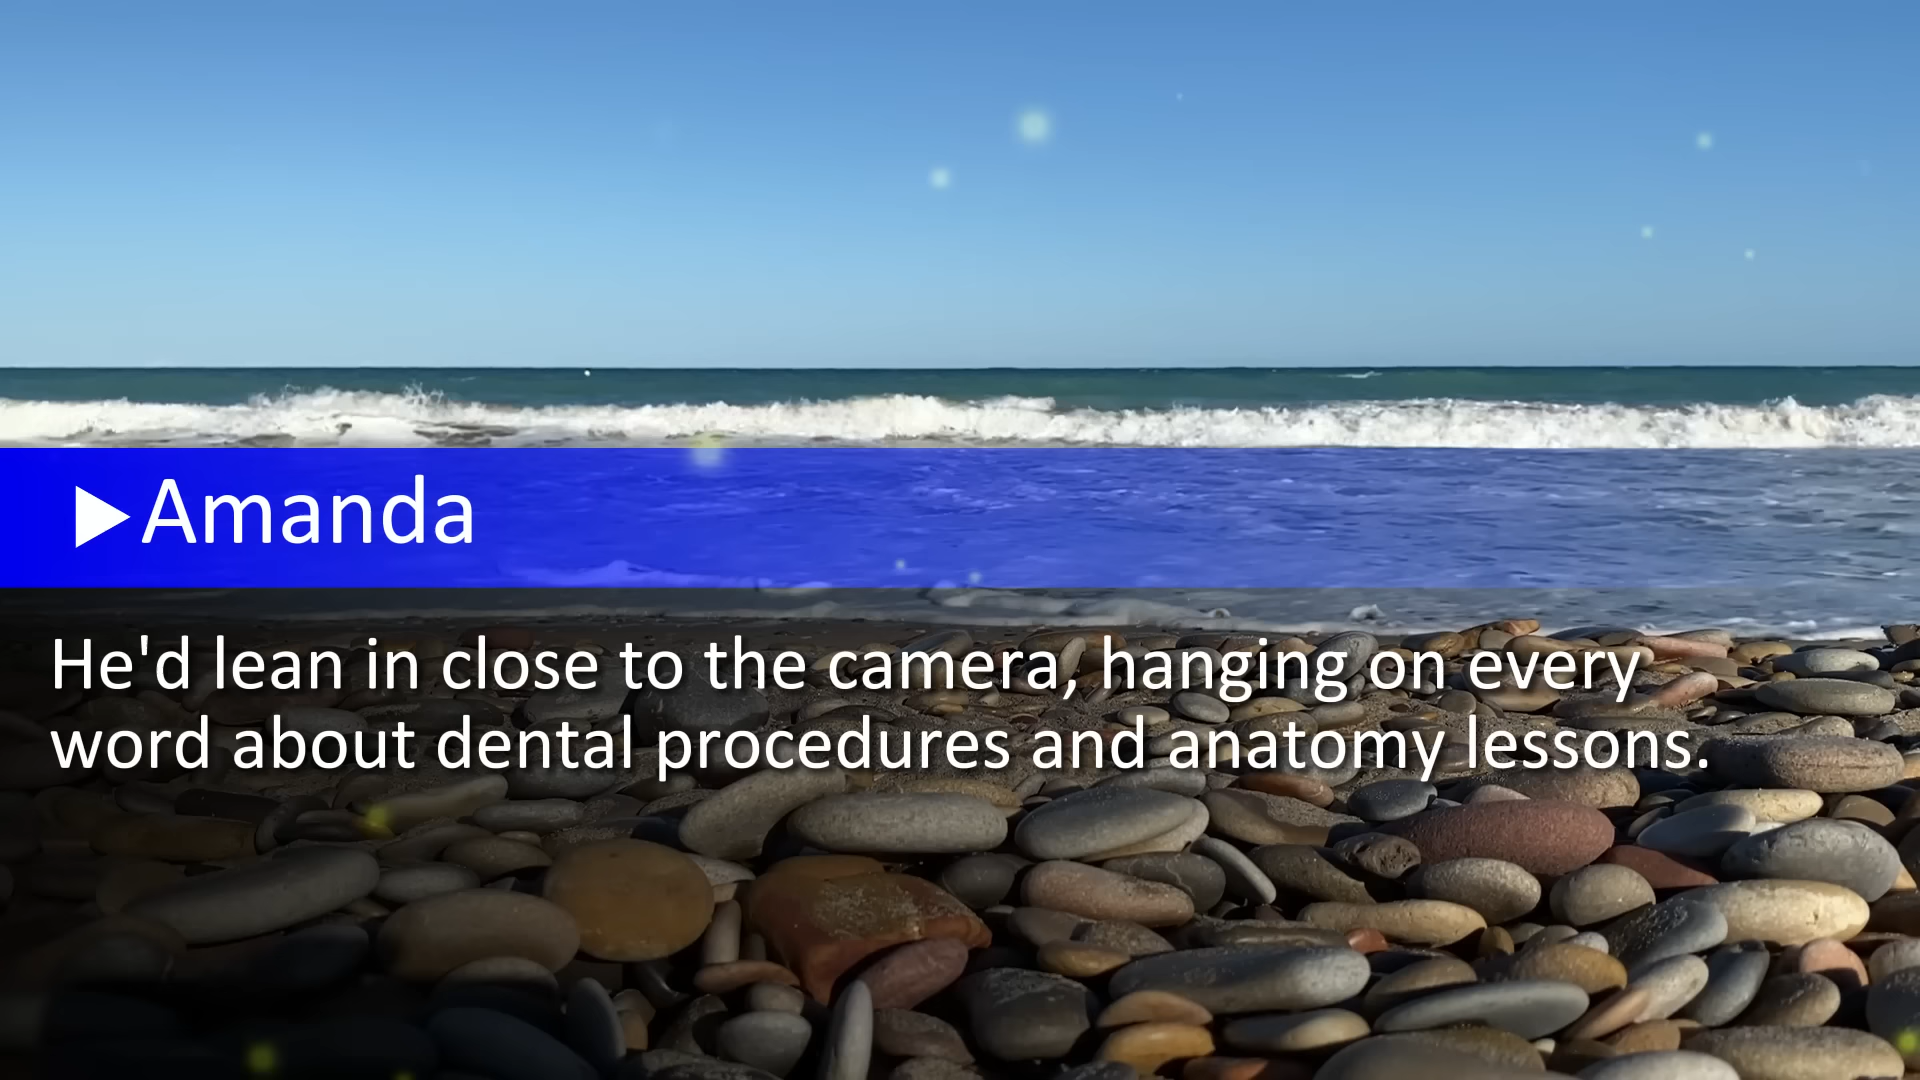 ▶Amanda
He'd lean in close to the camera, hanging on every
word about dental procedures and anatomy lessons.